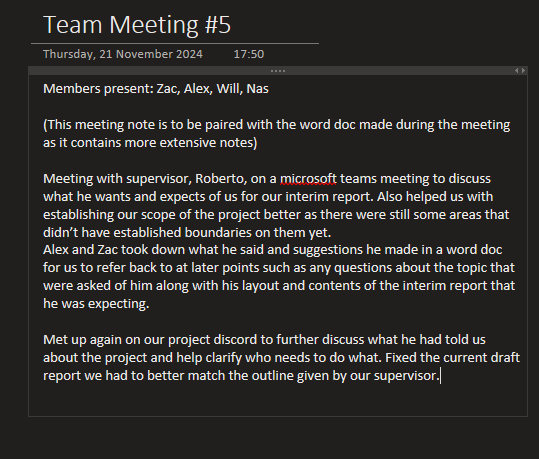 Team Meeting #5
Thursday, 21 November 2024 17:50
Members present: Zac, Alex, Will, Nas
(This meeting note is to be paired with the word doc made during the meeting
as it contains more extensive notes)
Meeting with supervisor, Roberto, on a microsoft teams meeting to discuss
what he wants and expects of us for our interim report. Also helped us with
establishing our scope of the project better as there were still some areas that
didn't have established boundaries on them yet.
Alex and Zac took down what he said and suggestions he made in a word doc
for us to refer back to at later points such as any questions about the topic that
were asked of him along with his layout and contents of the interim report that
he was expecting.
Met up again on our project discord to further discuss what he had told us
about the project and help clarify who needs to do what. Fixed the current draft
report we had to better match the outline given by our supervisor.